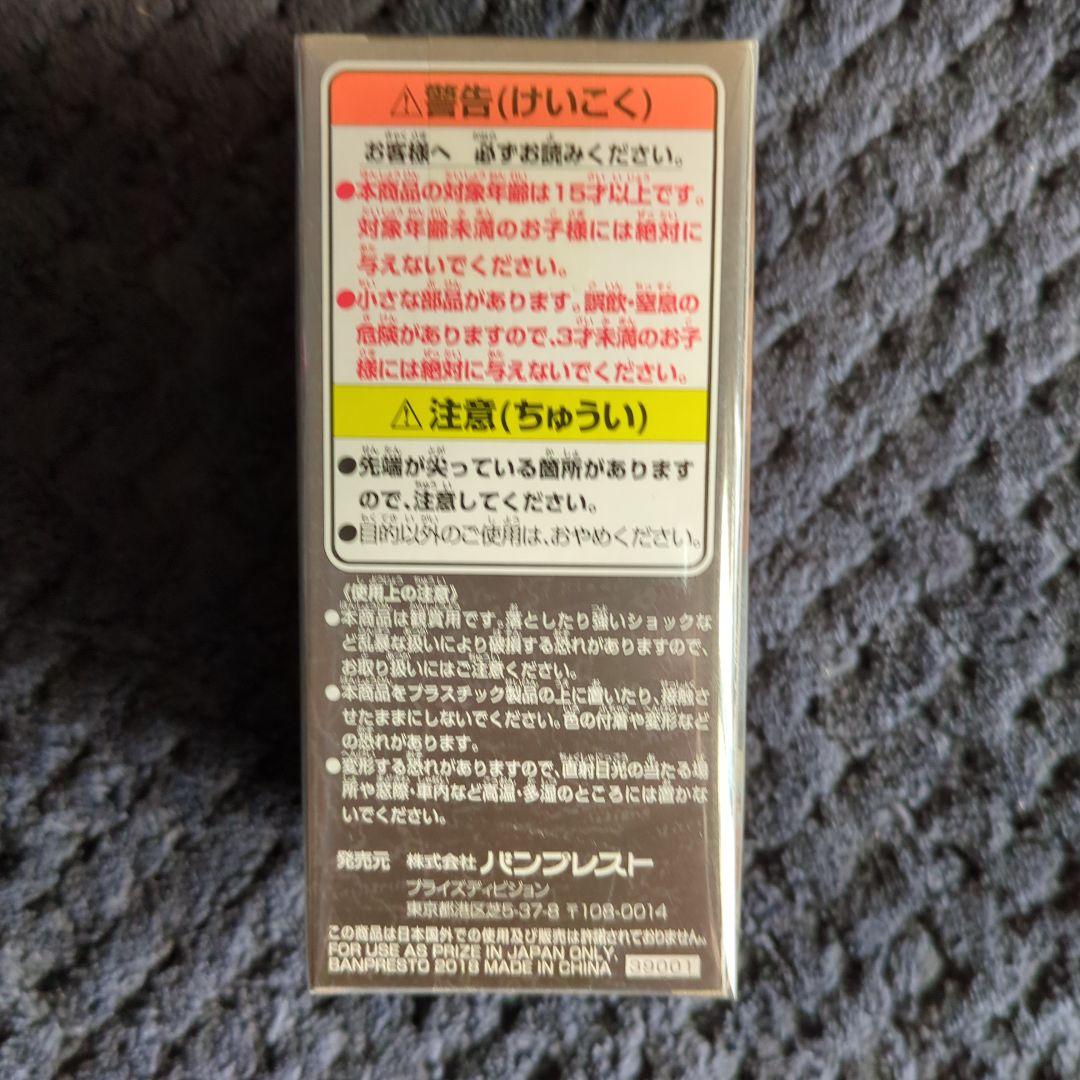 ⚠警告(けいこく)
お客様へ 必ずお読みください。
●本商品の対象年齢は15才以上です。
対象年齢未満のお子様には絶対に
与えないでください。
●小さな部品があります。誤飲・窒息の
危険がありますので、3才未満のお子
様には絶対に与えないでください。
⚠注意(ちゅうい)
●先端が尖っている箇所があります
ので、注意してください。
●目的以外のご使用は、おやめください。
〈使用上の注意〉
●本商品は観賞用です。落としたり強いショックな
ど乱暴な扱いにより破損する恐れがありますので、
お取り扱いにはご注意ください。
●本商品をプラスチック製品の上に置いたり、接触さ
せたままにしないでください。色の付着や変形など
の恐れがあります。
●変形する恐れがありますので、直射日光の当たる場
所や窓際・車内など高温・多湿のところには置かな
いでください。
発売元 株式会社 バンプレスト
プライズディビジョン
東京都港区芝5-37-8 〒108-0014
この商品は日本国外での使用及び販売は許諾されておりません。
FOR USE AS PRIZE IN JAPAN ONLY.
BANPRESTO 2018 MADE IN CHINA 39001